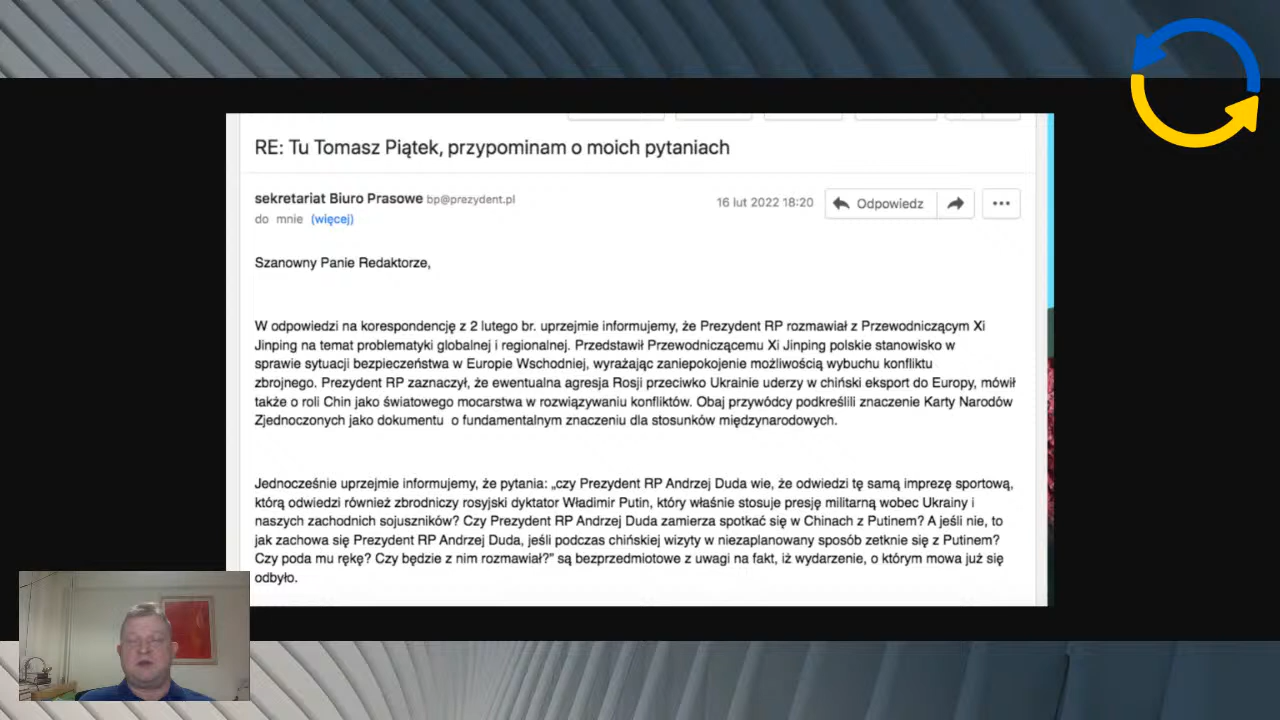 RE: Tu Tomasz Piątek, przypominam o moich pytaniach
sekretariat Biuro Prasowe bp@prezydent.pl
16 lut 2022 18:20
Odpowiedz
do mnie (więcej)
Szanowny Panie Redaktorze,
W odpowiedzi na korespondencję z 2 lutego br. uprzejmie informujemy, że Prezydent RP rozmawiał z Przewodniczącym Xi
Jinping na temat problematyki globalnej i regionalnej. Przedstawił Przewodniczącemu Xi Jinping polskie stanowisko w
sprawie sytuacji bezpieczeństwa w Europie Wschodniej, wyrażając zaniepokojenie możliwością wybuchu konfliktu
zbrojnego. Prezydent RP zaznaczył, że ewentualna agresja Rosji przeciwko Ukrainie uderzy w chiński eksport do Europy, mówił
także o roli Chin jako światowego mocarstwa w rozwiązywaniu konfliktów. Obaj przywódcy podkreślili znaczenie Karty Narodów
Zjednoczonych jako dokumentu o fundamentalnym znaczeniu dla stosunków międzynarodowych.
Jednocześnie uprzejmie informujemy, że pytania: „czy Prezydent RP Andrzej Duda wie, że odwiedzi tę samą imprezę sportową,
którą odwiedzi również zbrodniczy rosyjski dyktator Władimir Putin, który właśnie stosuje presję militarną wobec Ukrainy i
naszych zachodnich sojuszników? Czy Prezydent RP Andrzej Duda zamierza spotkać się w Chinach z Putinem? A jeśli nie, to
jak zachowa się Prezydent RP Andrzej Duda, jeśli podczas chińskiej wizyty w niezaplanowany sposób zetknie się z Putinem?
Czy poda mu rękę? Czy będzie z nim rozmawiał?” są bezprzedmiotowe z uwagi na fakt, iż wydarzenie, o którym mowa już się
odbyło.